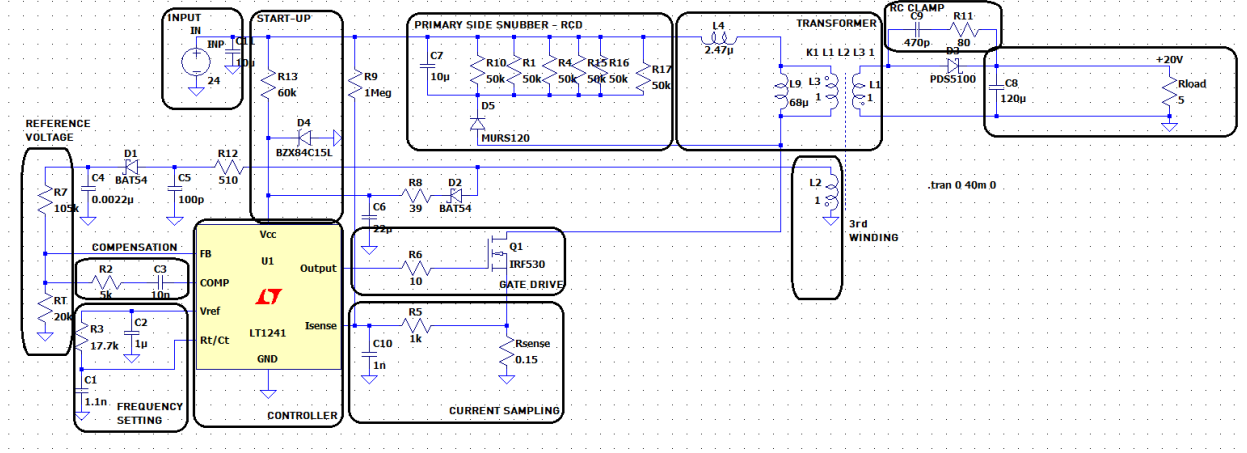 INPUT
IN
INP
C11
10µ
24
START-UP
R13
60k
R9
1Meg
D4
BZX84C15L
PRIMARY SIDE SNUBBER - RCD
C7
10µ
R10
50k
R1
50k
R4
50k
R15
50k
R16
50k
R17
50k
D5
MURS120
L4
2.47µ
TRANSFORMER
K1 L1 L2 L3 1
L9
68µ
L3
1
L1
1
RC CLAMP
C9
470p
R11
80
D3
PDS5100
C8
120µ
+20V
Rload
5
REFERENCE
VOLTAGE
R7
105k
C4
0.0022µ
D1
BAT54
C5
100p
R12
510
R8
39
D2
BAT54
C6
22µ
L2
1
3rd
WINDING
.tran 0 40m 0
COMPENSATION
R2
5k
C3
10n
RT
20k
R3
17.7k
C2
1µ
C1
1.1n
FREQUENCY
SETTING
Vcc
FB
U1
COMP
Output
Vref
Isense
Rt/Ct
LT1241
GND
CONTROLLER
R6
10
Q1
IRF530
GATE DRIVE
R5
1k
C10
1n
Rsense
0.15
CURRENT SAMPLING